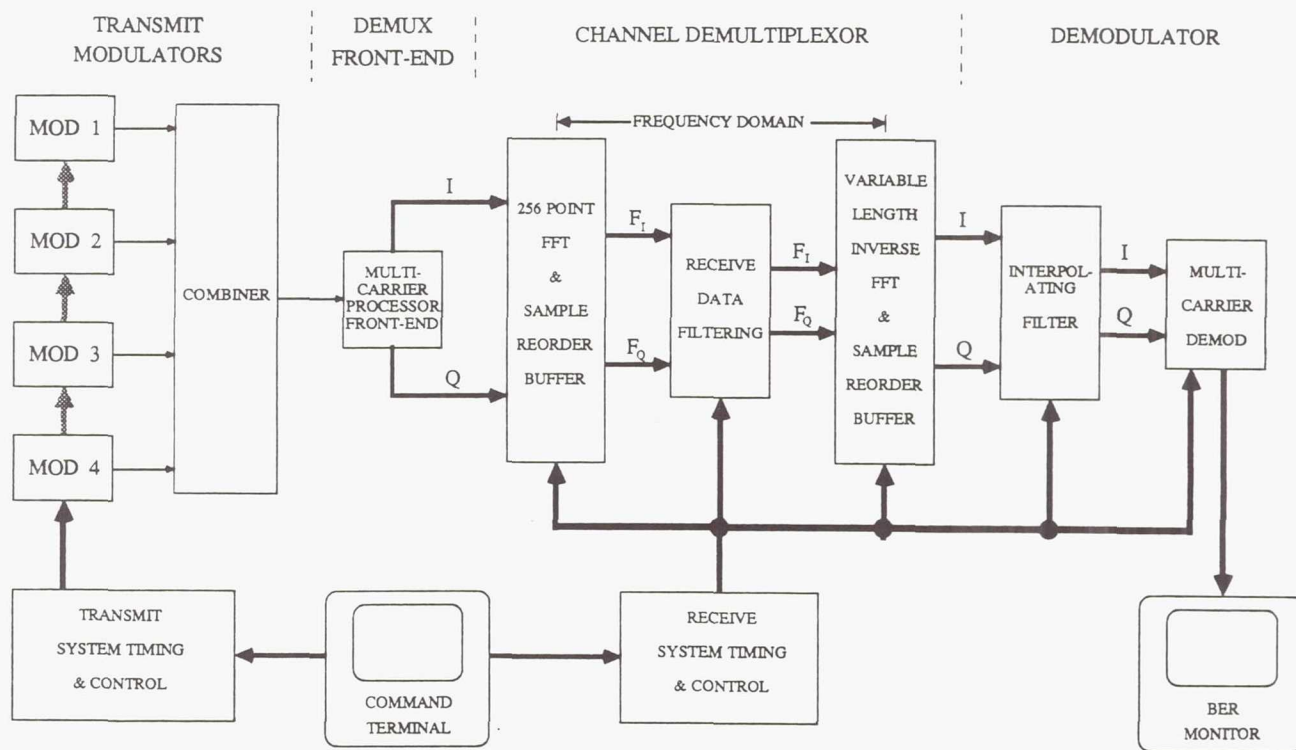 TRANSMIT
MODULATORS
DEMUX
FRONT-END
CHANNEL DEMULTIPLEXOR
DEMODULATOR
MOD 1
MOD 2
MOD 3
MOD 4
COMBINER
MULTI-
CARRIER
PROCESSOR
FRONT-END
I
Q
FREQUENCY DOMAIN
256 POINT
FFT
&
SAMPLE
REORDER
BUFFER
F_I
F_Q
RECEIVE
DATA
FILTERING
F_I
F_Q
VARIABLE
LENGTH
INVERSE
FFT
&
SAMPLE
REORDER
BUFFER
I
Q
INTERPOL-
ATING
FILTER
I
Q
MULTI-
CARRIER
DEMOD
TRANSMIT
SYSTEM TIMING
& CONTROL
COMMAND
TERMINAL
RECEIVE
SYSTEM TIMING
& CONTROL
BER
MONITOR